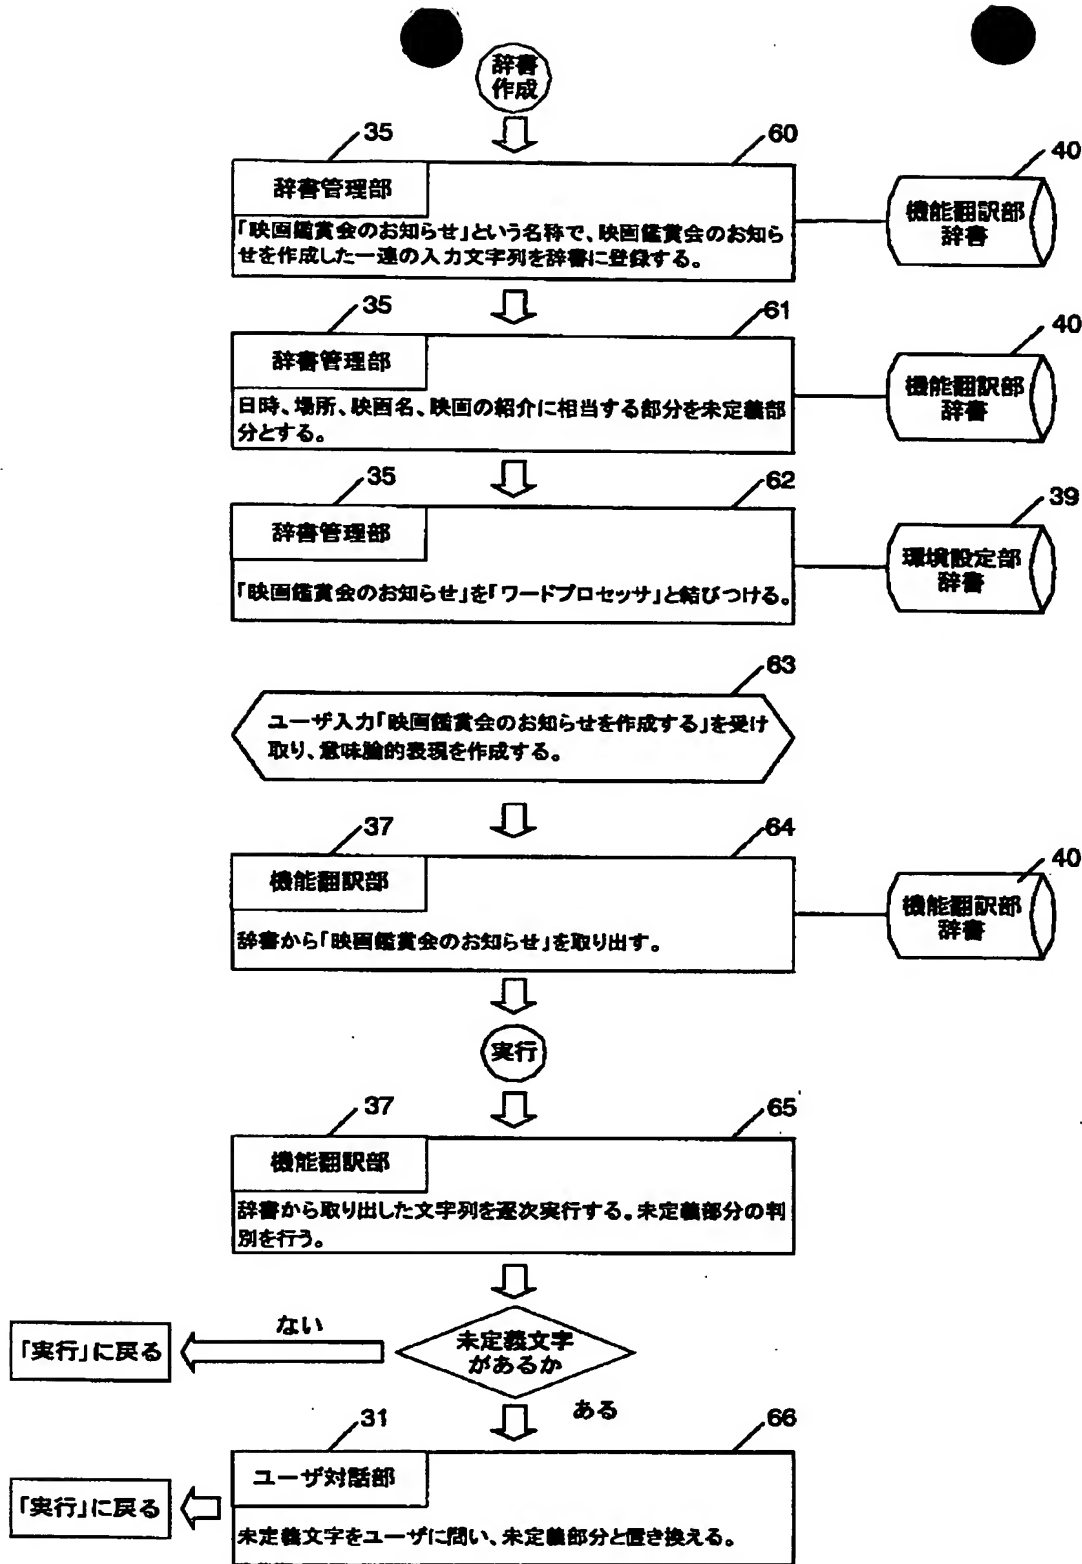 辞書
作成
35
60
40
辞書管理部
「映画鑑賞会のお知らせ」という名称で、映画鑑賞会のお知ら
せを作成した一連の入力文字列を辞書に登録する。
機能翻訳部
辞書
35
61
40
辞書管理部
日時、場所、映画名、映画の紹介に相当する部分を未定義部
分とする。
機能翻訳部
辞書
35
62
39
辞書管理部
「映画鑑賞会のお知らせ」を「ワードプロセッサ」と結びつける。
環境設定部
辞書
63
ユーザ入力「映画鑑賞会のお知らせを作成する」を受け
取り、意味論的表現を作成する。
37
64
40
機能翻訳部
辞書から「映画鑑賞会のお知らせ」を取り出す。
機能翻訳部
辞書
実行
37
65
機能翻訳部
辞書から取り出した文字列を逐次実行する。未定義部分の判
別を行う。
ない
「実行」に戻る
未定義文字
があるか
ある
31
66
ユーザ対話部
「実行」に戻る
未定義文字をユーザに問い、未定義部分と置き換える。